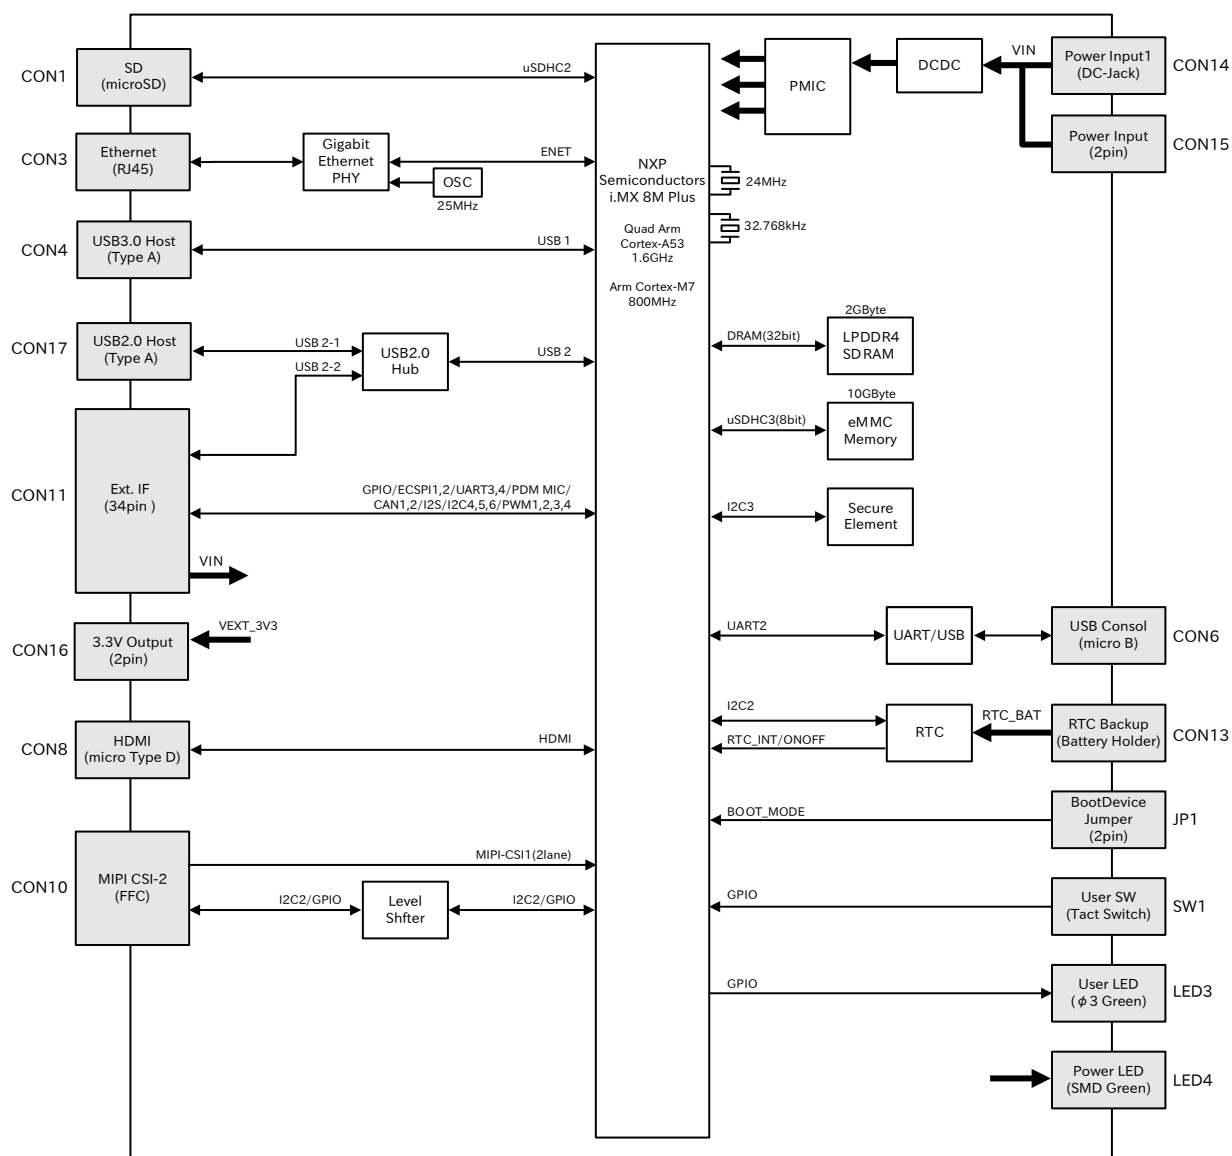 CON1
SD
(microSD)
uSDHC2
CON3
Ethernet
(RJ45)
Gigabit
Ethernet
PHY
ENET
OSC
25MHz
CON4
USB3.0 Host
(Type A)
USB 1
CON17
USB2.0 Host
(Type A)
USB 2-1
USB 2-2
USB2.0
Hub
USB 2
CON11
Ext. IF
(34pin )
GPIO/ECSPI1,2/UART3,4/PDM MIC/
CAN1,2/I2S/I2C4,5,6/PWM1,2,3,4
VIN
CON16
3.3V Output
(2pin)
VEXT_3V3
CON8
HDMI
(micro Type D)
HDMI
CON10
MIPI CSI-2
(FFC)
MIPI-CSI1(2lane)
I2C2/GPIO
Level
Shfter
I2C2/GPIO
NXP
Semiconductors
i.MX 8M Plus
Quad Arm
Cortex-A53
1.6GHz
Arm Cortex-M7
800MHz
PMIC
DCDC
VIN
Power Input1
(DC-Jack)
CON14
Power Input
(2pin)
CON15
24MHz
32.768kHz
DRAM(32bit)
2GByte
LPDDR4
SDRAM
uSDHC3(8bit)
10GByte
eMMC
Memory
I2C3
Secure
Element
UART2
UART/USB
USB Consol
(micro B)
CON6
I2C2
RTC_INT/ONOFF
RTC
RTC_BAT
RTC Backup
(Battery Holder)
CON13
BOOT_MODE
BootDevice
Jumper
(2pin)
JP1
GPIO
User SW
(Tact Switch)
SW1
GPIO
User LED
(φ3 Green)
LED3
Power LED
(SMD Green)
LED4